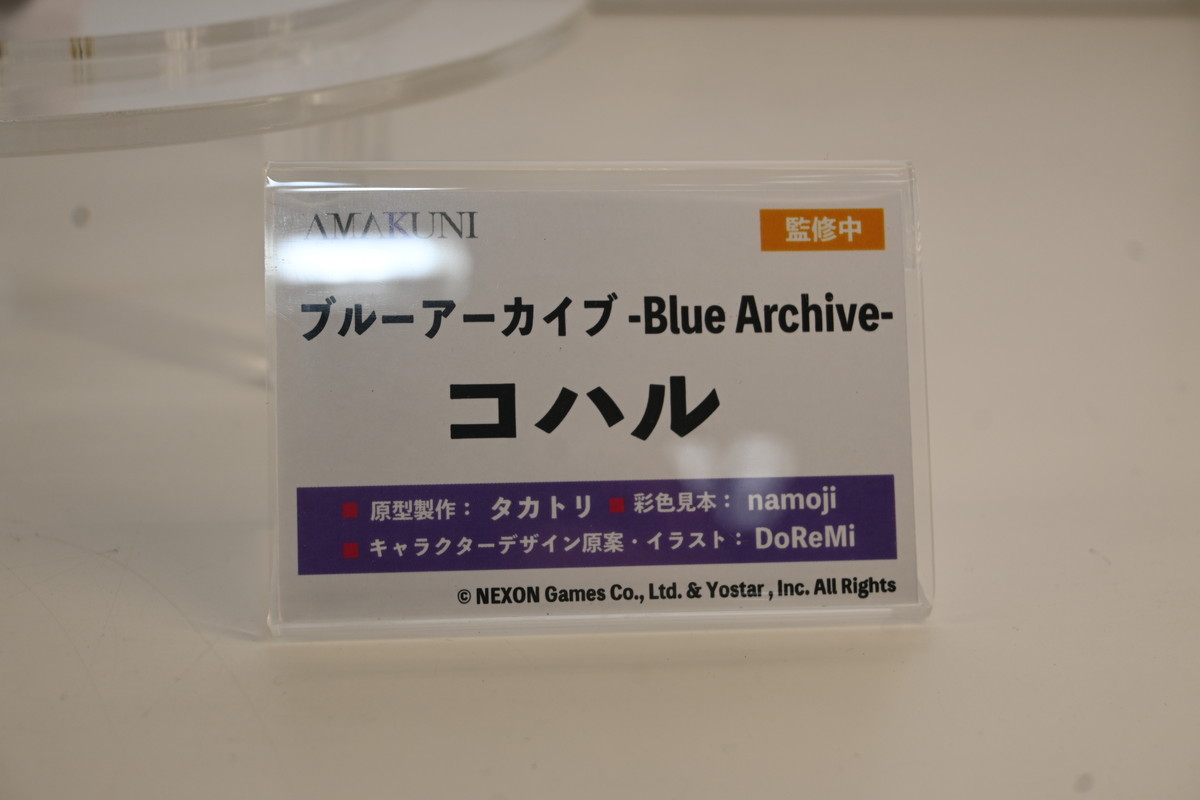 AMAKUNI
監修中
ブルーアーカイブ -Blue Archive-
コハル
■ 原型製作： タカトリ ■ 彩色見本： namoji
■ キャラクターデザイン原案・イラスト： DoReMi
© NEXON Games Co., Ltd. & Yostar , Inc. All Rights